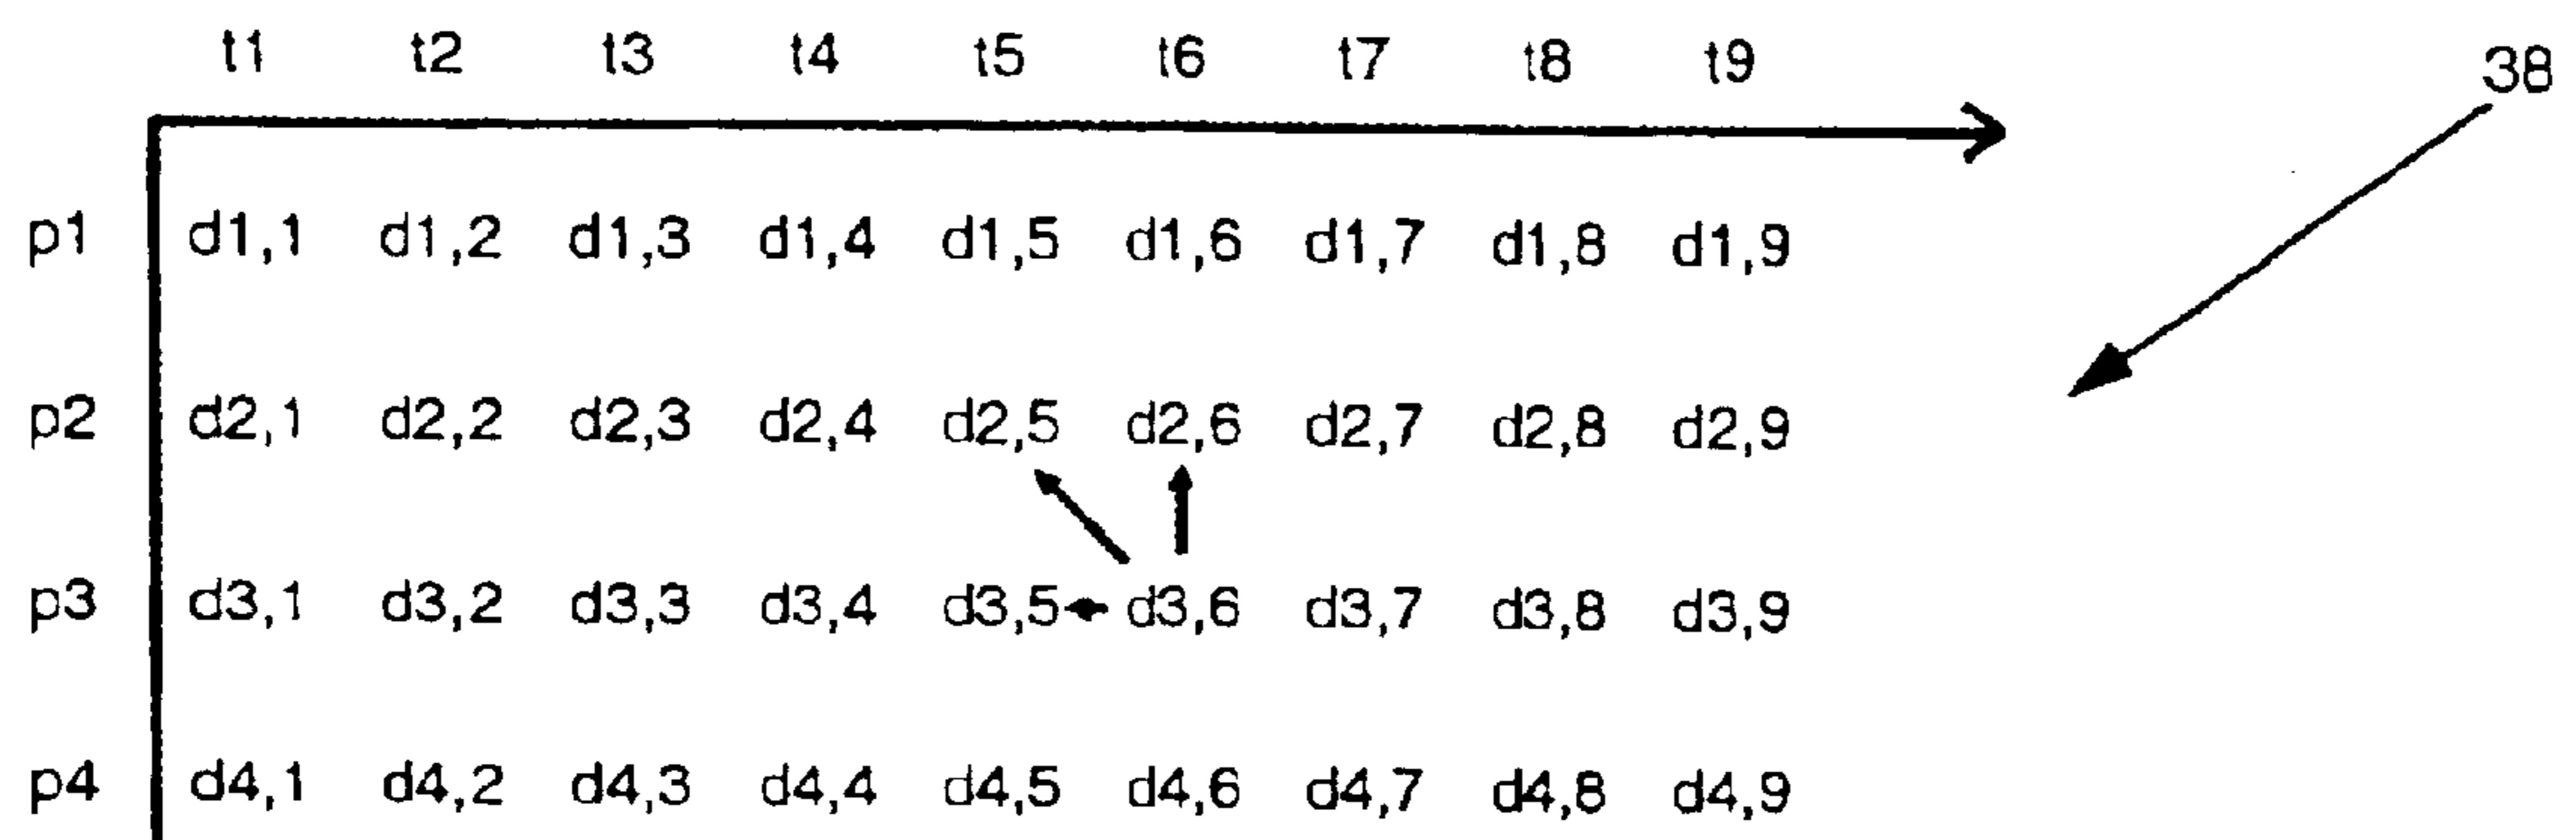 t1 t2 t3 t4 t5 t6 t7 t8 t9 38
p1 d1,1 d1,2 d1,3 d1,4 d1,5 d1,6 d1,7 d1,8 d1,9
p2 d2,1 d2,2 d2,3 d2,4 d2,5 d2,6 d2,7 d2,8 d2,9
p3 d3,1 d3,2 d3,3 d3,4 d3,5 d3,6 d3,7 d3,8 d3,9
p4 d4,1 d4,2 d4,3 d4,4 d4,5 d4,6 d4,7 d4,8 d4,9